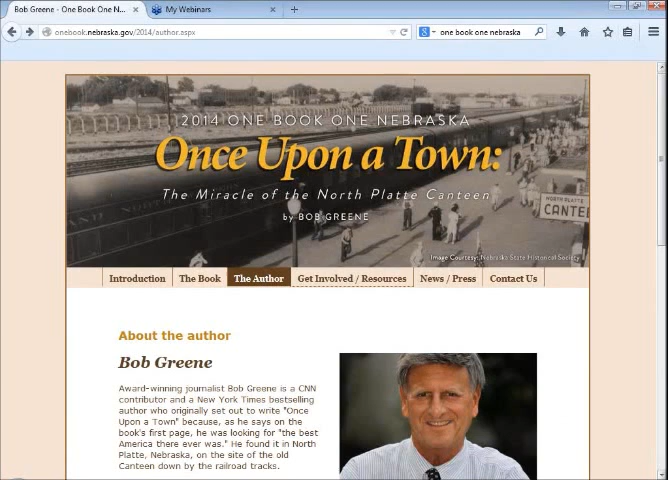 Bob Greene - One Book One N...
My Webinars
onebook.nebraska.gov/2014/author.aspx
one book one nebraska
2014 ONE BOOK ONE NEBRASKA
Once Upon a Town:
The Miracle of the North Platte Canteen
by BOB GREENE
NORTH PLATTE
CANTE
Image Courtesy: Nebraska State Historical Society
Introduction
The Book
The Author
Get Involved / Resources
News / Press
Contact Us
About the author
Bob Greene
Award-winning journalist Bob Greene is a CNN
contributor and a New York Times bestselling
author who originally set out to write "Once
Upon a Town" because, as he says on the
book's first page, he was looking for "the best
America there ever was." He found it in North
Platte, Nebraska, on the site of the old
Canteen down by the railroad tracks.